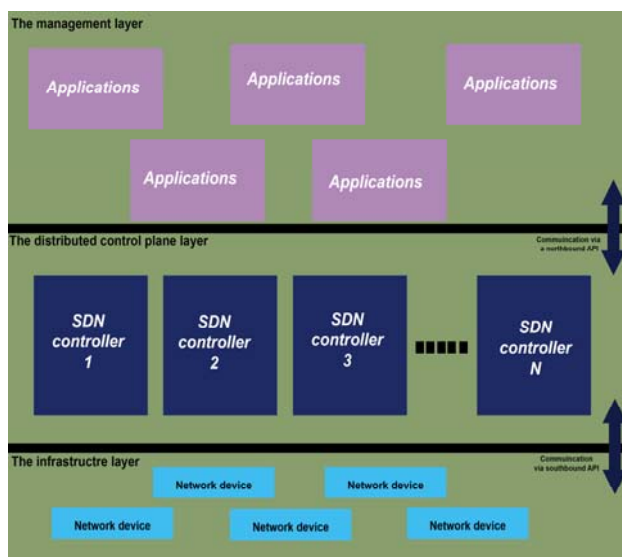 The management layer
Applications
Applications
Applications
Applications
Applications
The distributed control plane layer
Commuincation via
a northbound API
SDN
controller
1
SDN
controller
2
SDN
controller
3
SDN
controller
N
The infrastructre layer
Commuincation
via southbound API
Network device
Network device
Network device
Network device
Network device